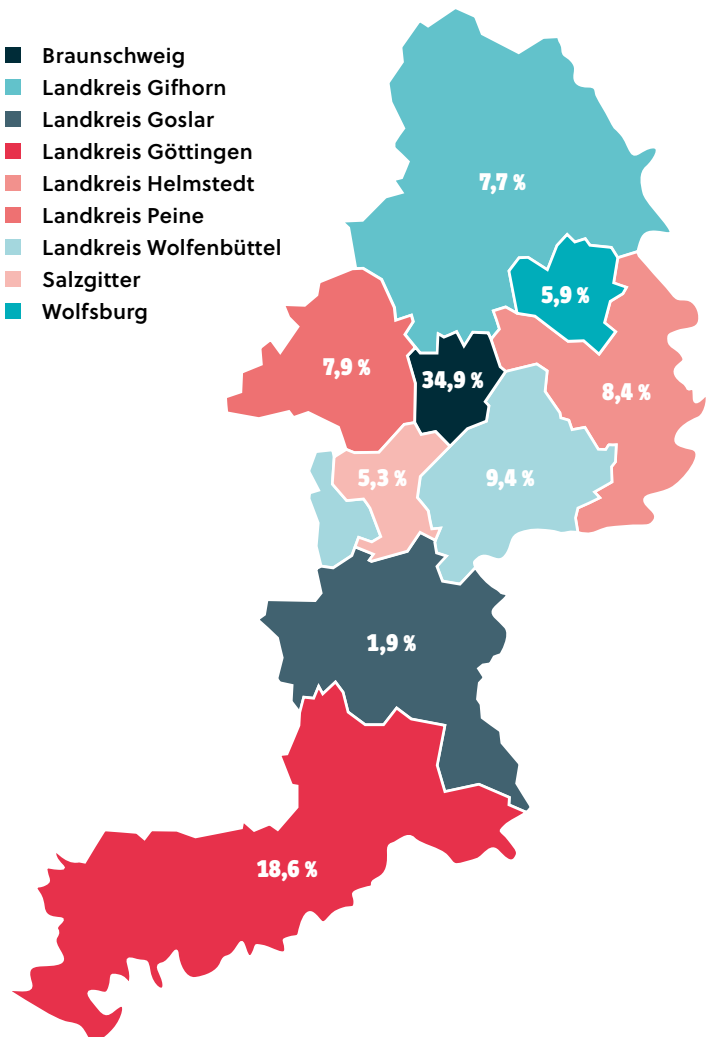 Braunschweig
Landkreis Gifhorn
Landkreis Goslar
Landkreis Göttingen
Landkreis Helmstedt
Landkreis Peine
Landkreis Wolfenbüttel
Salzgitter
Wolfsburg
7,7 %
5,9 %
7,9 %
34,9 %
8,4 %
5,3 %
9,4 %
1,9 %
18,6 %